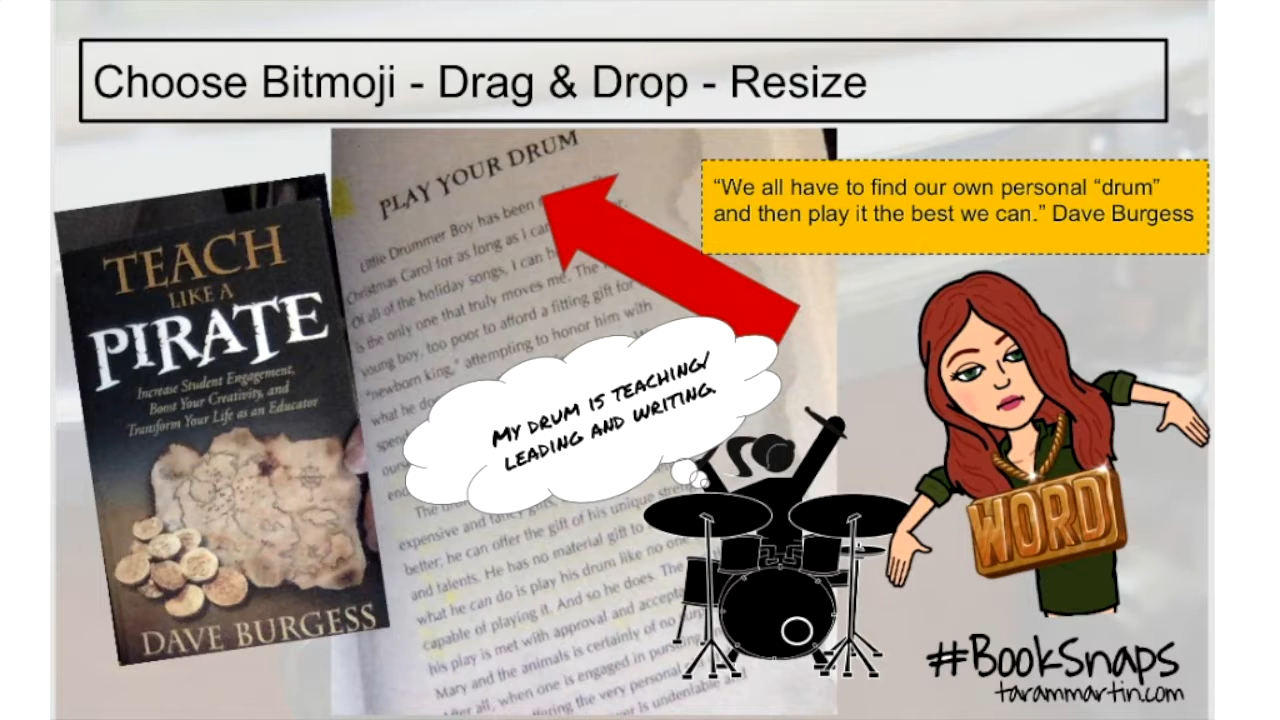 Choose Bitmoji - Drag & Drop - Resize
TEACH
LIKE A
PIRATE
Increase Student Engagement,
Boost Your Creativity, and
Transform Your Life as an Educator
DAVE BURGESS
PLAY YOUR DRUM
Little Drummer Boy has been
Christmas Carol for as long as I can
Of all of the holiday songs, I can
is the only one that truly moves me. The
young boy, too poor to afford a fitting gift for
"newborn king," attempting to honor him with
what he
The
expensive and fancy gifts,
better; he can offer the gift of his unique
and talents. He has no material gift to
what he can do is play his drum like no one
capable of playing it. And so he does. The
his play is met with approval and
Mary and the animals is certainly of no
After all, when one is engaged in pursuing
offering the very personal
is undeniable and
“We all have to find our own personal “drum”
and then play it the best we can.” Dave Burgess
MY DRUM IS TEACHING/
LEADING AND WRITING.
WORD
#BookSnaps
tarammartin.com